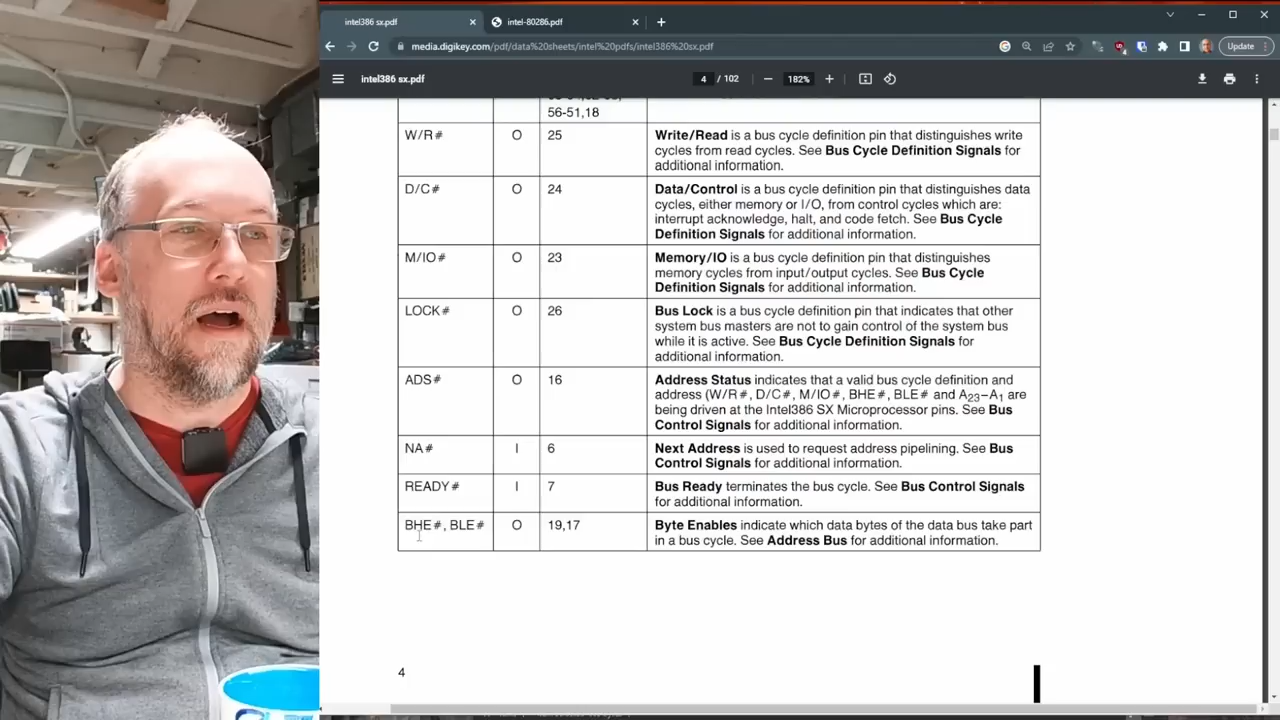 intel386 sx.pdf
intel-80286.pdf
media.digikey.com/pdf/data%20sheets/intel%20pdfs/intel386%20sx.pdf
Update
intel386 sx.pdf
4 / 102
182%
56-51,18
W/R#
O
25
Write/Read is a bus cycle definition pin that distinguishes write
cycles from read cycles. See Bus Cycle Definition Signals for
additional information.
D/C#
O
24
Data/Control is a bus cycle definition pin that distinguishes data
cycles, either memory or I/O, from control cycles which are:
interrupt acknowledge, halt, and code fetch. See Bus
Cycle
Definition Signals for additional information.
M/IO#
O
23
Memory/IO is a bus cycle definition pin that distinguishes
memory cycles from input/output cycles. See Bus Cycle
Definition Signals for additional information.
LOCK#
O
26
Bus Lock is a bus cycle definition pin that indicates that other
system bus masters are not to gain control of the system bus
while it is active. See Bus Cycle Definition Signals for
additional information.
ADS#
O
16
Address Status indicates that a valid bus cycle definition and
address (W/R#, D/C#, M/IO#, BHE#, BLE# and A23–A1 are
being driven at the Intel386 SX Microprocessor pins. See Bus
Control Signals for additional information.
NA#
I
6
Next Address is used to request address pipelining. See Bus
Control Signals for additional information.
READY#
I
7
Bus Ready terminates the bus cycle. See Bus Control Signals
for additional information.
BHE#, BLE#
O
19,17
Byte Enables indicate which data bytes of the data bus take part
in a bus cycle. See Address Bus for additional information.
4